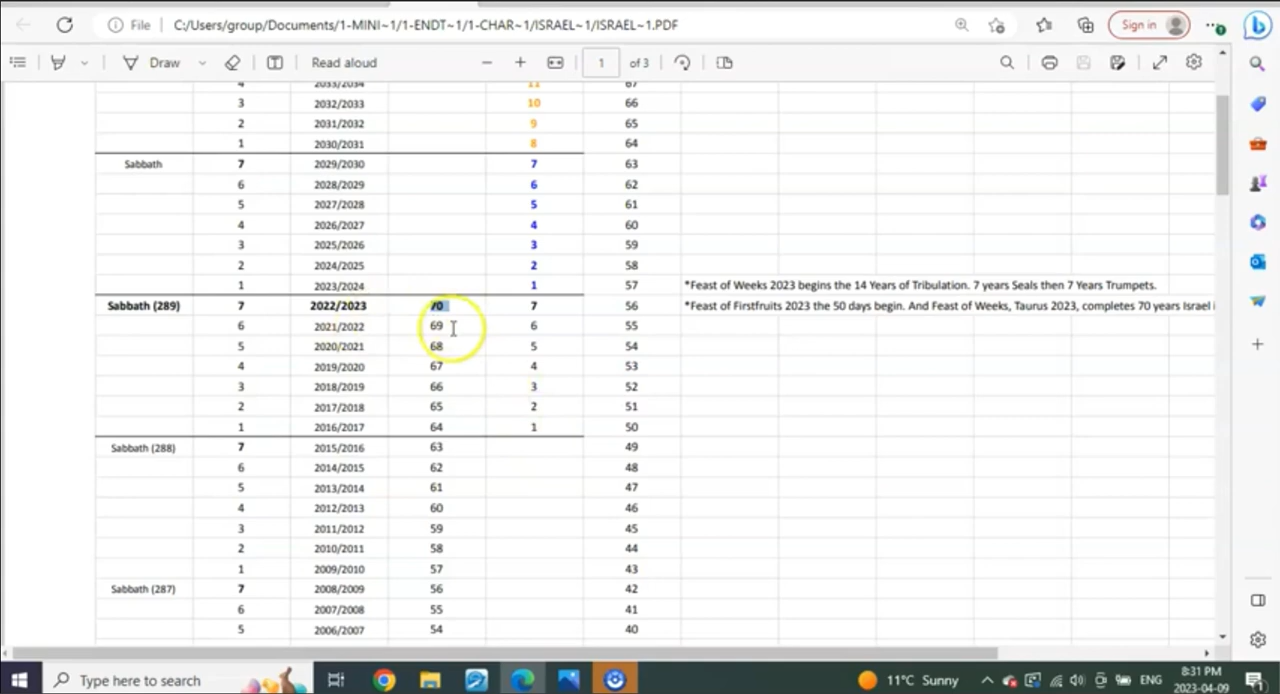 File C:/Users/group/Documents/1-MINI~1/1-ENDT~1/1-CHAR~1/ISRAEL~1/ISRAEL~1.PDF Sign in
Draw Read aloud 1 of 3
4 2033/2034 11 67
3 2032/2033 10 66
2 2031/2032 9 65
1 2030/2031 8 64
Sabbath 7 2029/2030 7 63
6 2028/2029 6 62
5 2027/2028 5 61
4 2026/2027 4 60
3 2025/2026 3 59
2 2024/2025 2 58
1 2023/2024 1 57 *Feast of Weeks 2023 begins the 14 Years of Tribulation. 7 years Seals then 7 Years Trumpets.
Sabbath (289) 7 2022/2023 70 7 56 *Feast of Firstfruits 2023 the 50 days begin. And Feast of Weeks, Taurus 2023, completes 70 years Israel i
6 2021/2022 69 6 55
5 2020/2021 68 5 54
4 2019/2020 67 4 53
3 2018/2019 66 3 52
2 2017/2018 65 2 51
1 2016/2017 64 1 50
Sabbath (288) 7 2015/2016 63 49
6 2014/2015 62 48
5 2013/2014 61 47
4 2012/2013 60 46
3 2011/2012 59 45
2 2010/2011 58 44
1 2009/2010 57 43
Sabbath (287) 7 2008/2009 56 42
6 2007/2008 55 41
5 2006/2007 54 40
Type here to search 11°C Sunny ENG 8:31 PM
2023-04-09